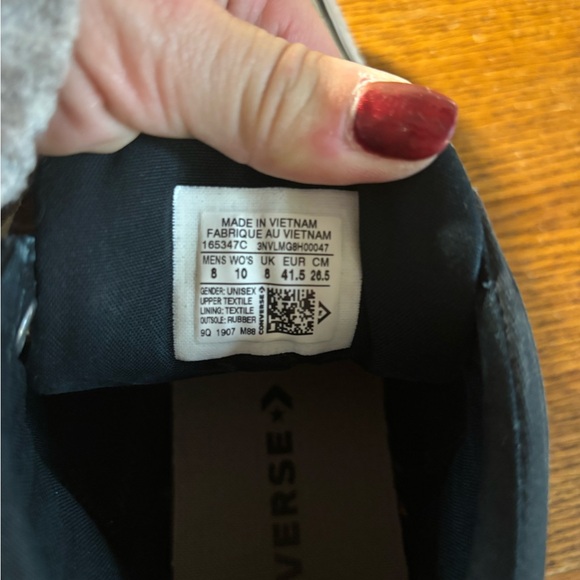 MADE IN VIETNAM
FABRIQUE AU VIETNAM
165347C 3NVLMG8H00047
MENS WO'S UK EUR CM
8 10 8 41.5 26.5
GENDER: UNISEX
UPPER: TEXTILE
LINING: TEXTILE
OUTSOLE: RUBBER
9Q 1907 M88
CONVERSE
VERSE